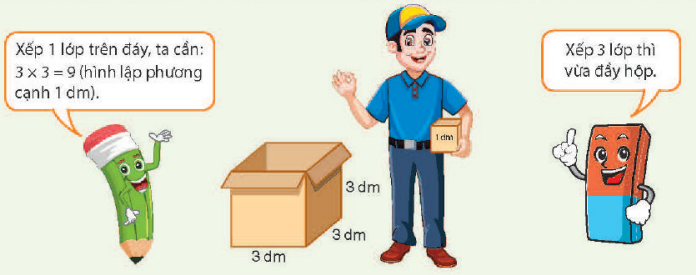 Xếp 1 lớp trên đáy, ta cần:
3 × 3 = 9 (hình lập phương
cạnh 1 dm).
Xếp 3 lớp thì
vừa đầy hộp.
1 dm
3 dm
3 dm
3 dm